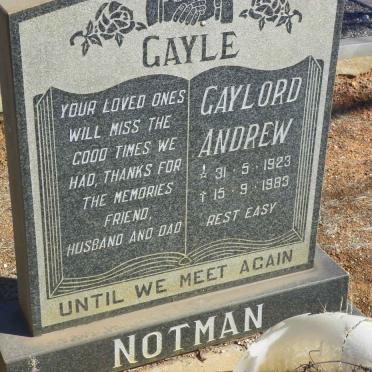 GAYLE
YOUR LOVED ONES
WILL MISS THE
GOOD TIMES WE
HAD, THANKS FOR
THE MEMORIES
FRIEND,
HUSBAND AND DAD
GAYLORD
ANDREW
31 · 5 · 1923
† 15 · 9 · 1983
REST EASY
UNTIL WE MEET AGAIN
NOTMAN